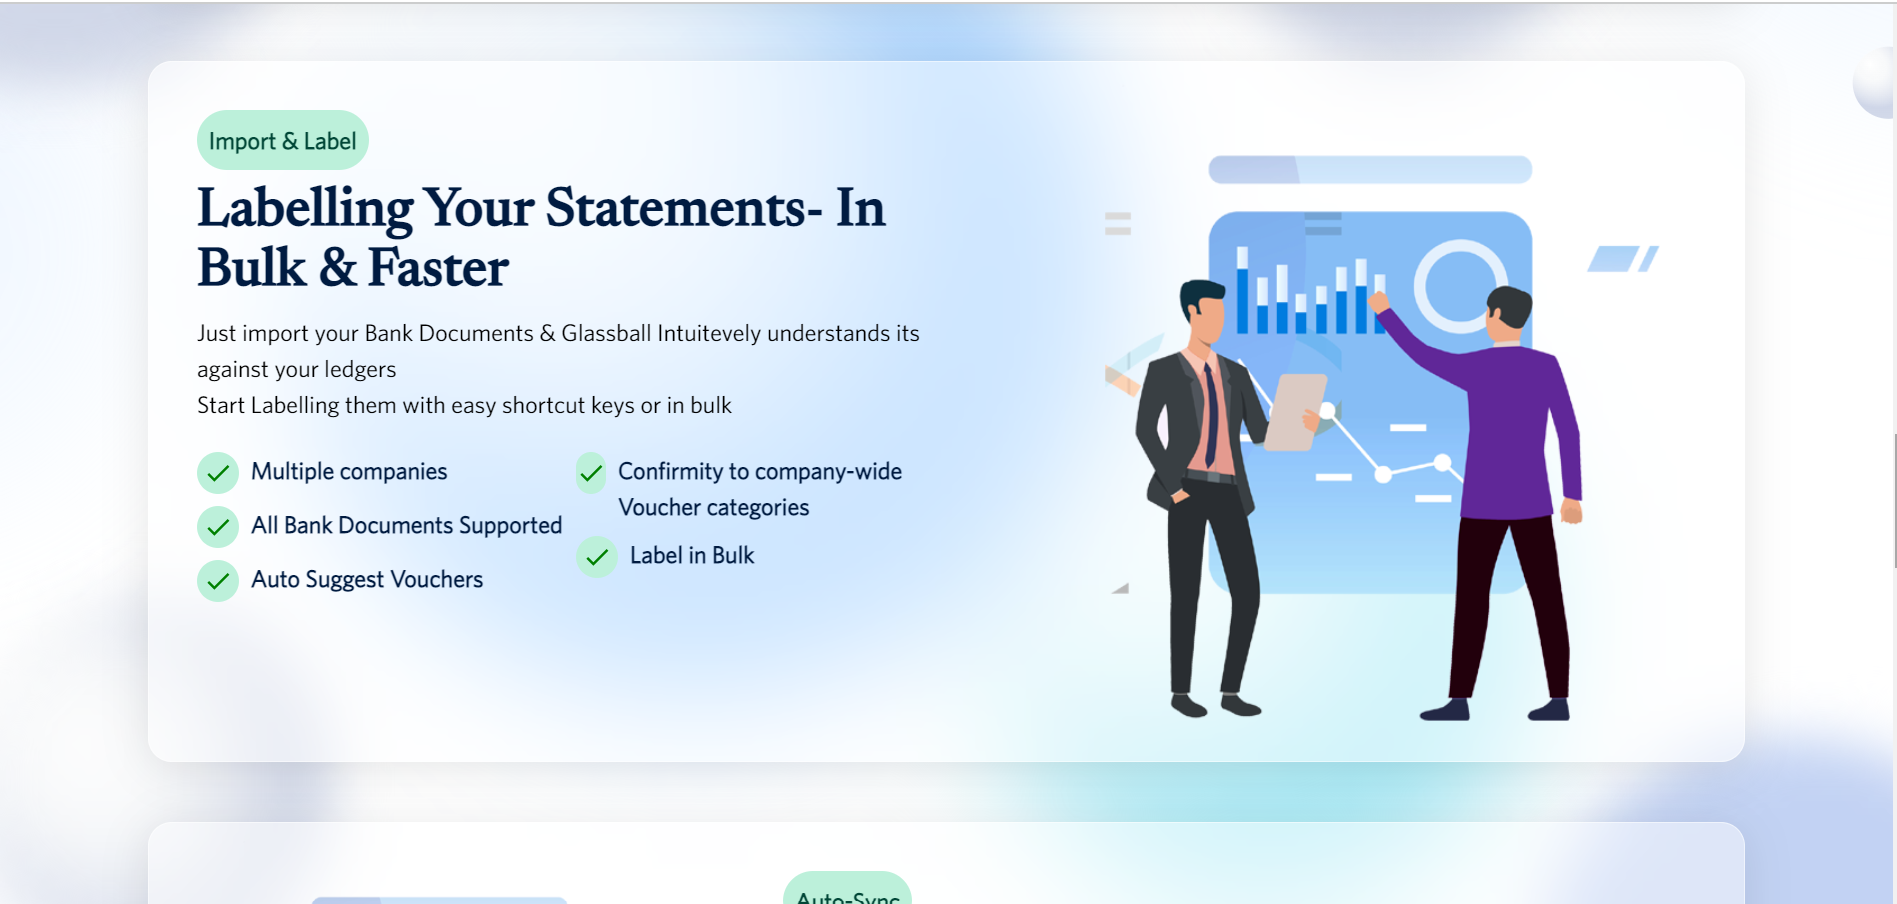 Import & Label
Labelling Your Statements- In
Bulk & Faster
Just import your Bank Documents & Glassball Intuitevely understands its
against your ledgers
Start Labelling them with easy shortcut keys or in bulk
Multiple companies
All Bank Documents Supported
Auto Suggest Vouchers
Confirmity to company-wide
Voucher categories
Label in Bulk
Auto-Sync